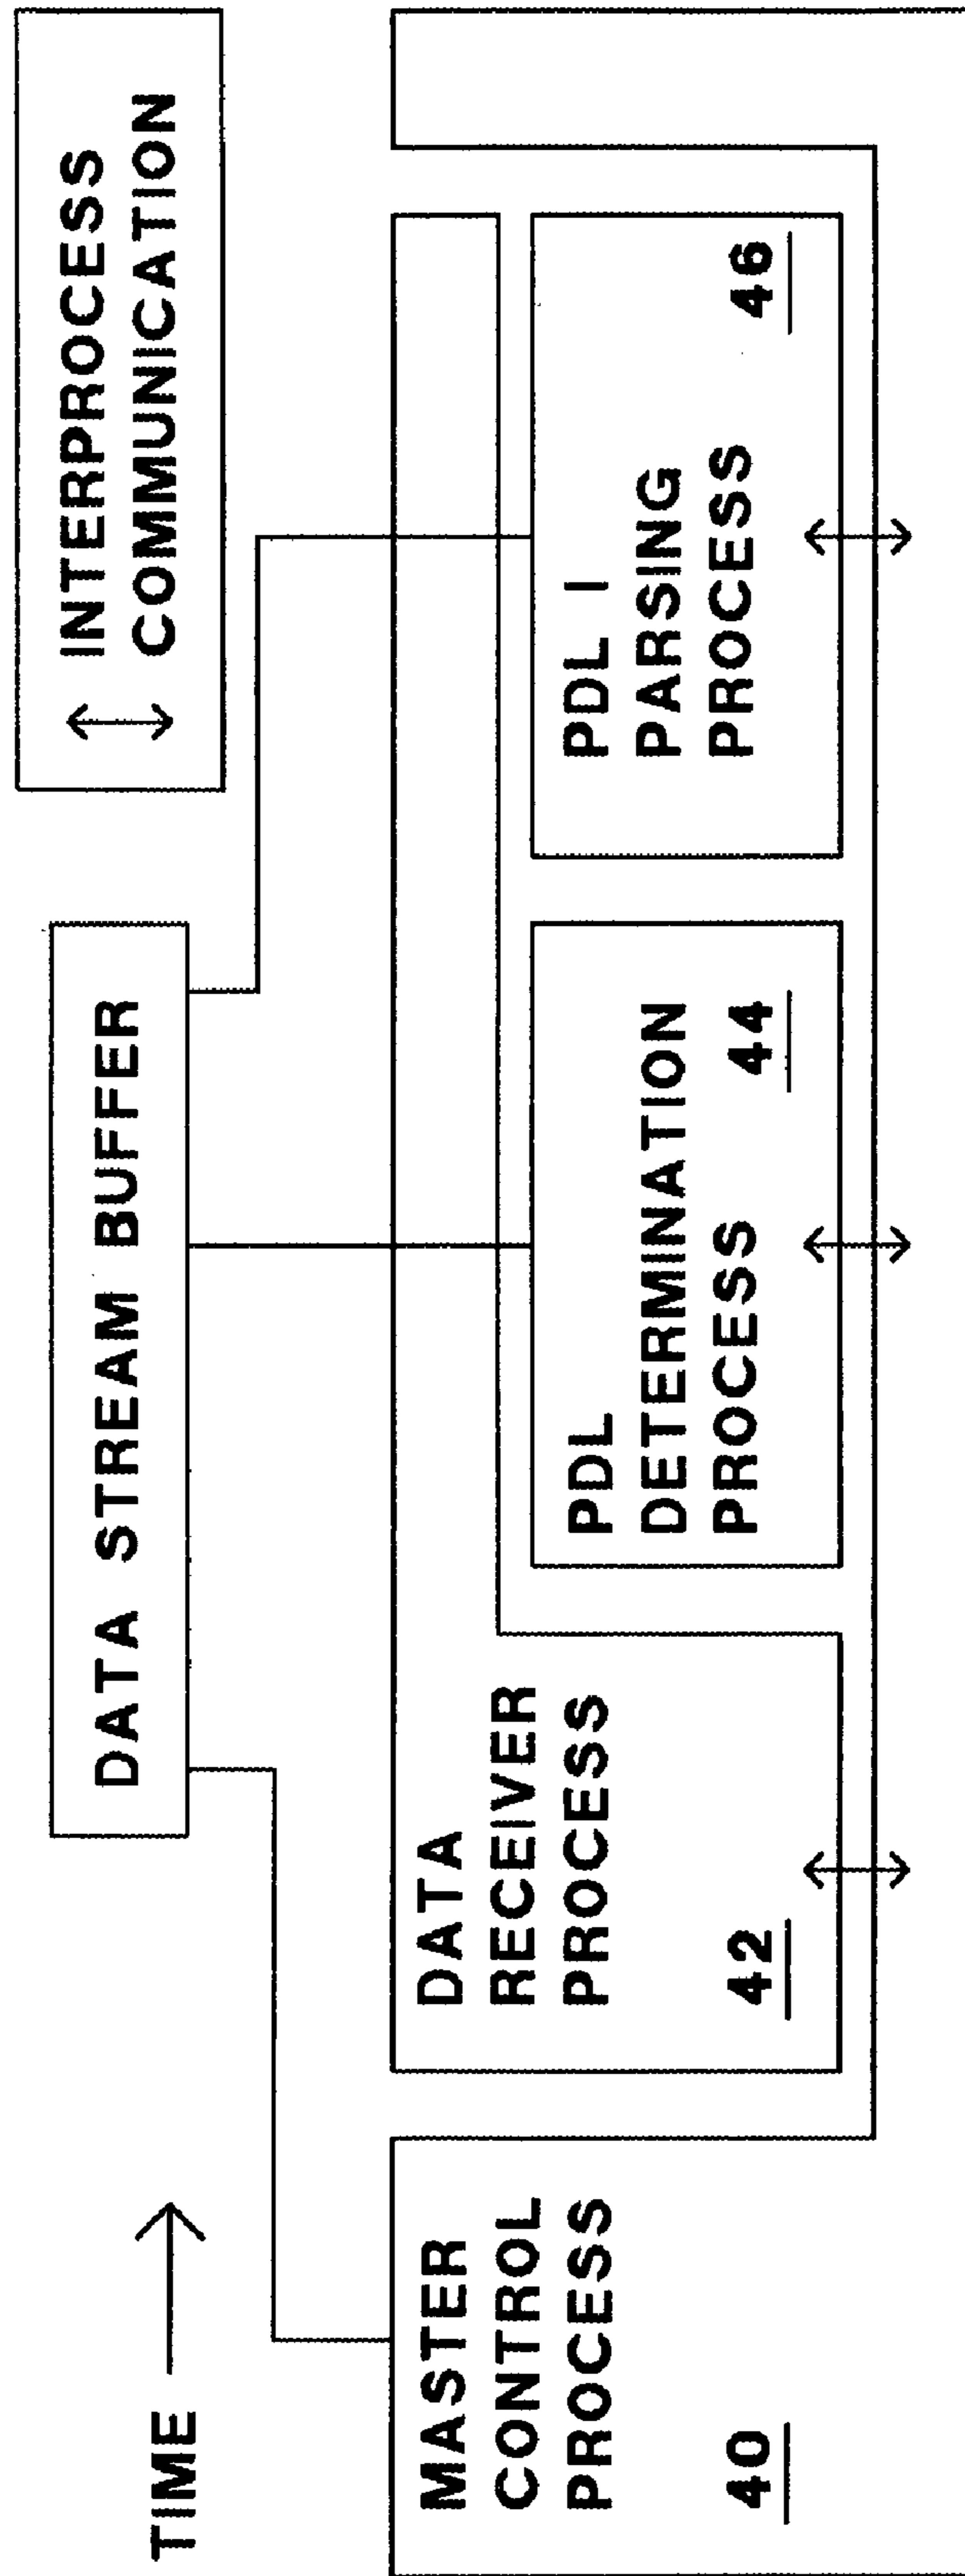 TIME
DATA STREAM BUFFER
INTERPROCESS
COMMUNICATION
MASTER
CONTROL
PROCESS
40
DATA
RECEIVER
PROCESS
42
PDL
DETERMINATION
PROCESS
44
PDL I
PARSING
PROCESS
46